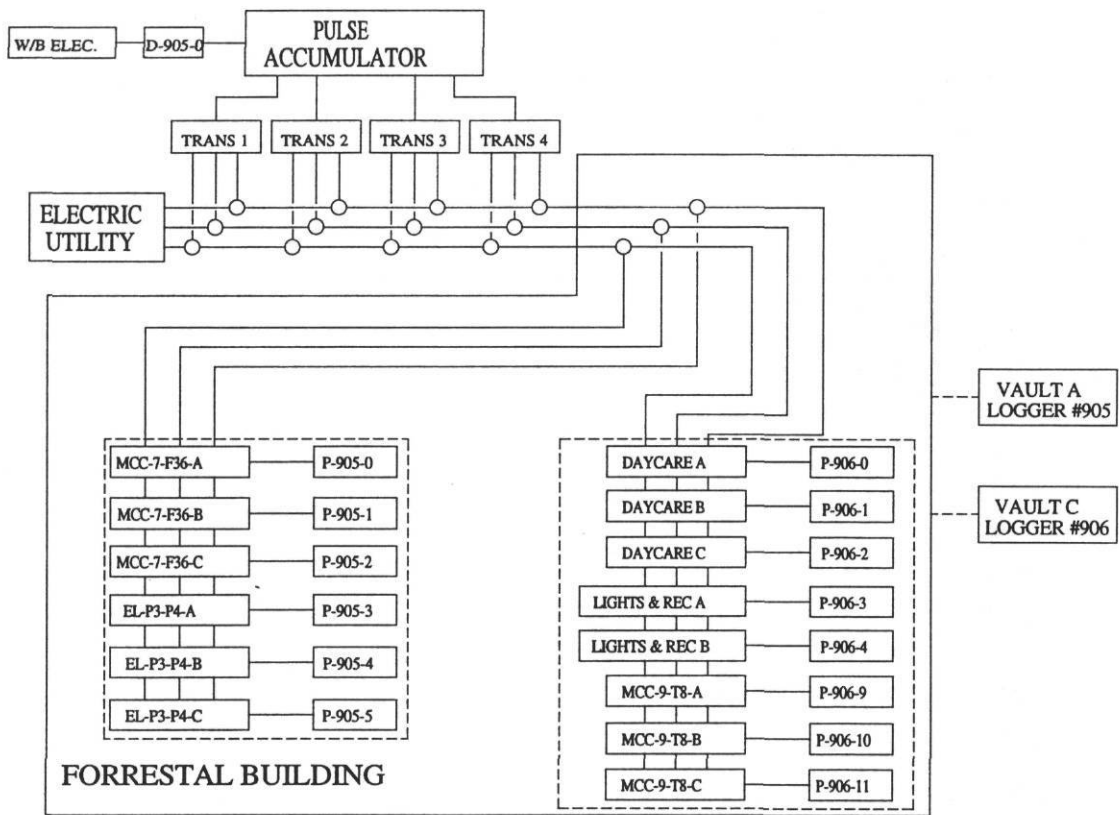 W/B ELEC.
D-905-0
PULSE
ACCUMULATOR
TRANS 1
TRANS 2
TRANS 3
TRANS 4
ELECTRIC
UTILITY
VAULT A
LOGGER #905
VAULT C
LOGGER #906
MCC-7-F36-A
P-905-0
MCC-7-F36-B
P-905-1
MCC-7-F36-C
P-905-2
EL-P3-P4-A
P-905-3
EL-P3-P4-B
P-905-4
EL-P3-P4-C
P-905-5
DAYCARE A
P-906-0
DAYCARE B
P-906-1
DAYCARE C
P-906-2
LIGHTS & REC A
P-906-3
LIGHTS & REC B
P-906-4
MCC-9-T8-A
P-906-9
MCC-9-T8-B
P-906-10
MCC-9-T8-C
P-906-11
FORRESTAL BUILDING